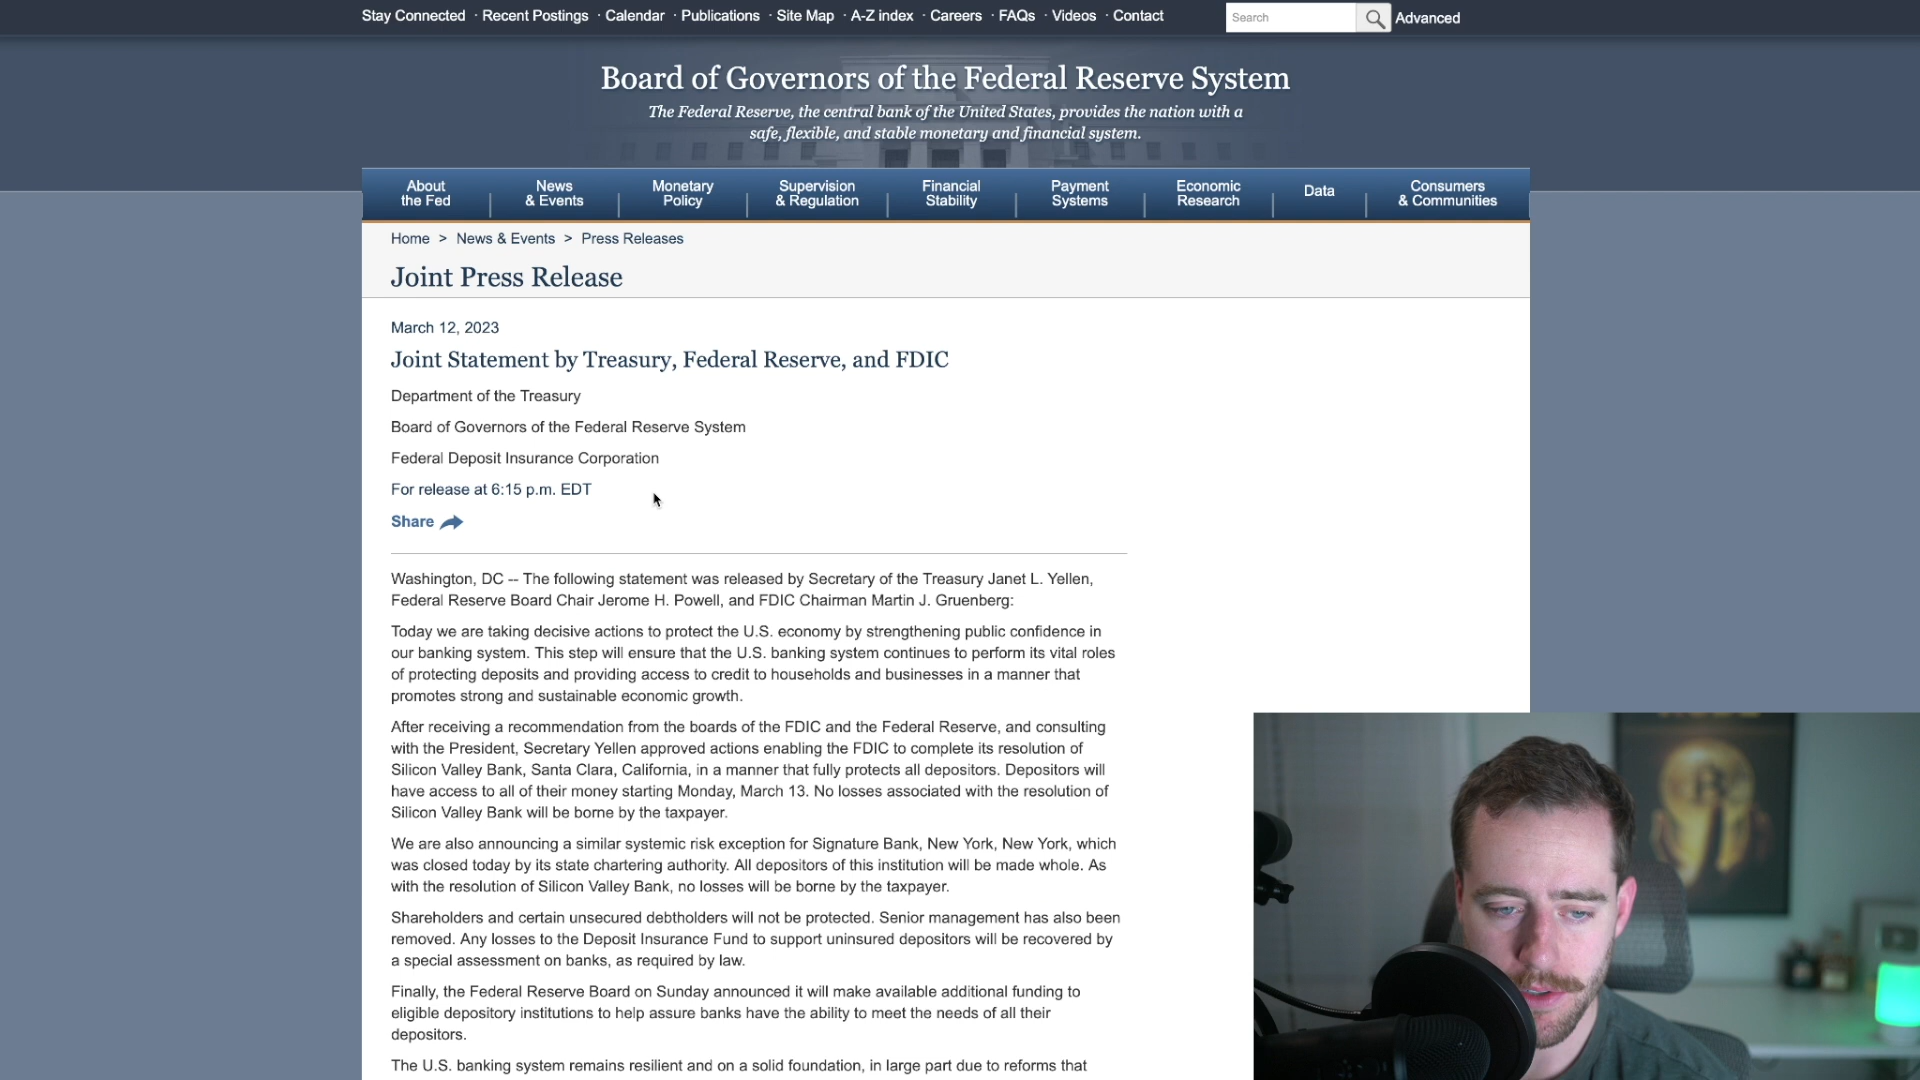 Stay Connected · Recent Postings · Calendar · Publications · Site Map · A-Z index · Careers · FAQs · Videos · Contact
Search
Advanced
Board of Governors of the Federal Reserve System
The Federal Reserve, the central bank of the United States, provides the nation with a
safe, flexible, and stable monetary and financial system.
About
the Fed
News
& Events
Monetary
Policy
Supervision
& Regulation
Financial
Stability
Payment
Systems
Economic
Research
Data
Consumers
& Communities
Home > News & Events > Press Releases
Joint Press Release
March 12, 2023
Joint Statement by Treasury, Federal Reserve, and FDIC
Department of the Treasury
Board of Governors of the Federal Reserve System
Federal Deposit Insurance Corporation
For release at 6:15 p.m. EDT
Share
Washington, DC -- The following statement was released by Secretary of the Treasury Janet L. Yellen,
Federal Reserve Board Chair Jerome H. Powell, and FDIC Chairman Martin J. Gruenberg:
Today we are taking decisive actions to protect the U.S. economy by strengthening public confidence in
our banking system. This step will ensure that the U.S. banking system continues to perform its vital roles
of protecting deposits and providing access to credit to households and businesses in a manner that
promotes strong and sustainable economic growth.
After receiving a recommendation from the boards of the FDIC and the Federal Reserve, and consulting
with the President, Secretary Yellen approved actions enabling the FDIC to complete its resolution of
Silicon Valley Bank, Santa Clara, California, in a manner that fully protects all depositors. Depositors will
have access to all of their money starting Monday, March 13. No losses associated with the resolution of
Silicon Valley Bank will be borne by the taxpayer.
We are also announcing a similar systemic risk exception for Signature Bank, New York, New York, which
was closed today by its state chartering authority. All depositors of this institution will be made whole. As
with the resolution of Silicon Valley Bank, no losses will be borne by the taxpayer.
Shareholders and certain unsecured debtholders will not be protected. Senior management has also been
removed. Any losses to the Deposit Insurance Fund to support uninsured depositors will be recovered by
a special assessment on banks, as required by law.
Finally, the Federal Reserve Board on Sunday announced it will make available additional funding to
eligible depository institutions to help assure banks have the ability to meet the needs of all their
depositors.
The U.S. banking system remains resilient and on a solid foundation, in large part due to reforms that